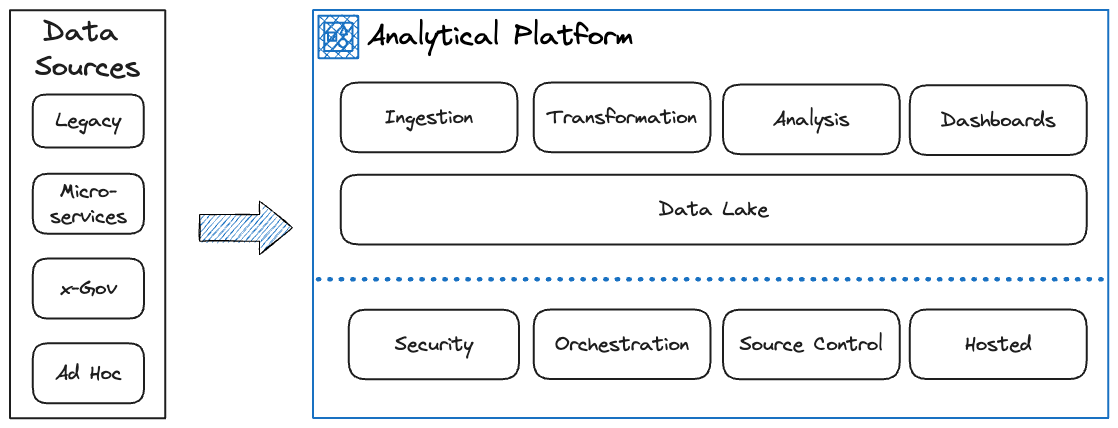 Data
Sources
Legacy
Micro-
services
x-Gov
Ad Hoc
Analytical Platform
Ingestion
Transformation
Analysis
Dashboards
Data Lake
Security
Orchestration
Source Control
Hosted